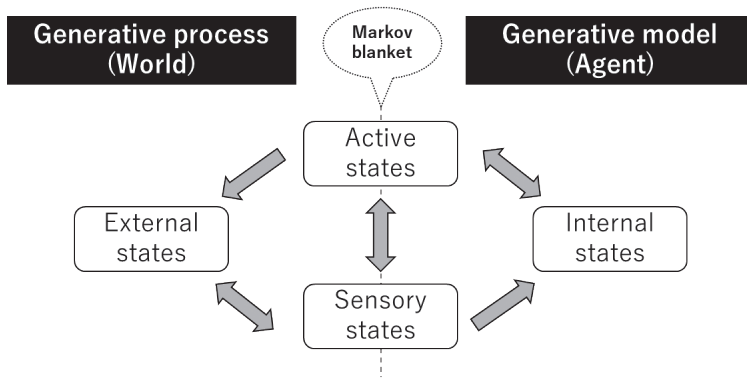 Generative process
(World)
Markov
blanket
Generative model
(Agent)
Active
states
External
states
Internal
states
Sensory
states